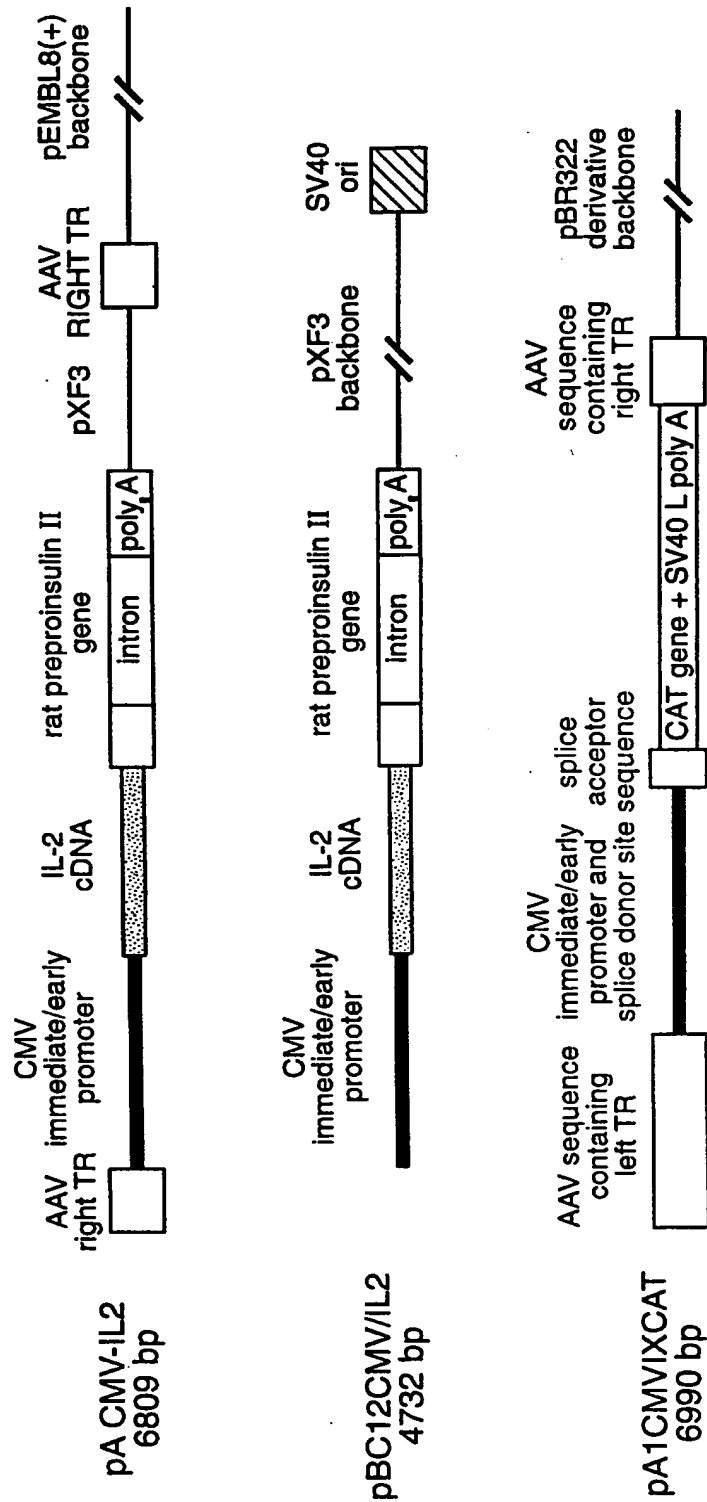 pA CMV-IL2
6809 bp
AAV
right TR
CMV
immediate/early
promoter
IL-2
cDNA
rat preproinsulin II
gene
intron
poly A
pXF3
AAV
RIGHT TR
pEMBL8(+)
backbone
pBC12CMV/IL2
4732 bp
CMV
immediate/early
promoter
IL-2
cDNA
rat preproinsulin II
gene
intron
poly A
pXF3
backbone
SV40
ori
pA1CMVIXCAT
6990 bp
AAV sequence
containing
left TR
CMV
immediate/early
promoter and
splice donor site
splice
acceptor
sequence
CAT gene + SV40 L poly A
AAV
sequence
containing
right TR
pBR322
derivative
backbone